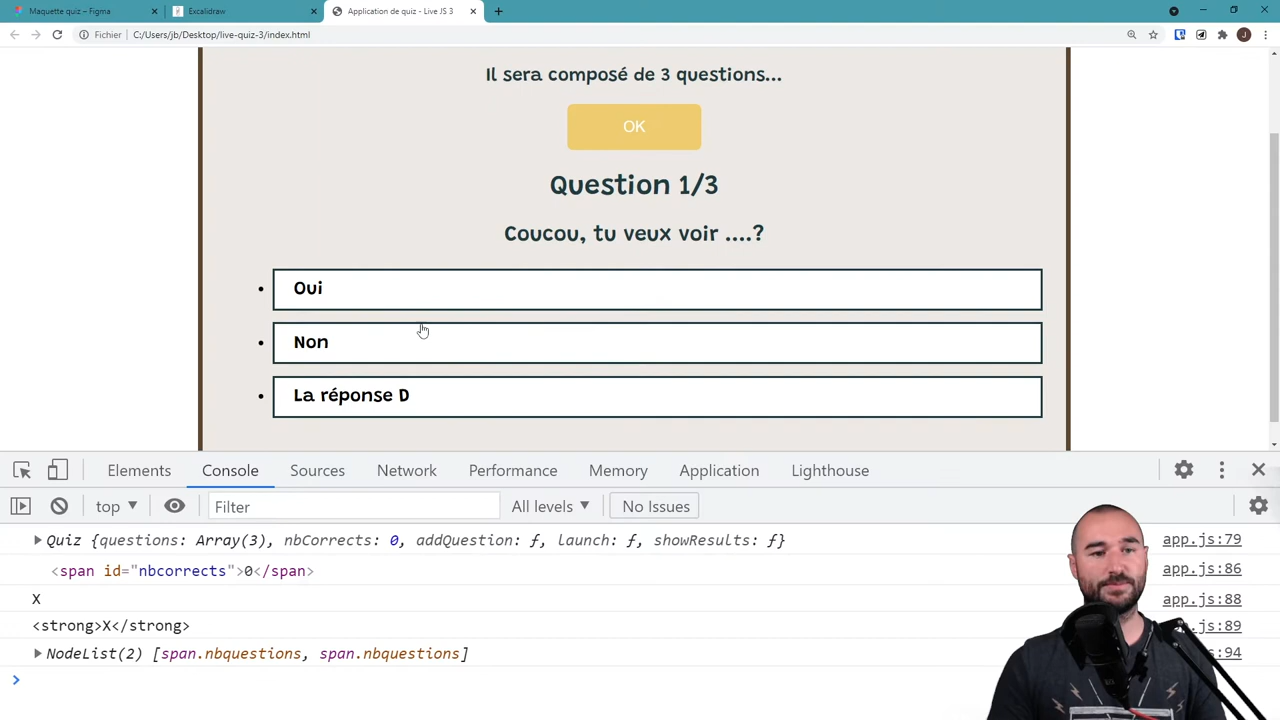 Maquette quiz – Figma
Excalidraw
Application de quiz - Live JS 3
Fichier C:/Users/jb/Desktop/live-quiz-3/index.html
J
Il sera composé de 3 questions...
OK
Question 1/3
Coucou, tu veux voir ....?
Oui
Non
La réponse D
Elements Console Sources Network Performance Memory Application Lighthouse
top Filter All levels No Issues
Quiz {questions: Array(3), nbCorrects: 0, addQuestion: ƒ, launch: ƒ, showResults: ƒ} app.js:79
<span id="nbcorrects">0</span> app.js:86
X app.js:88
<strong>X</strong> app.js:89
NodeList(2) [span.nbquestions, span.nbquestions] :94